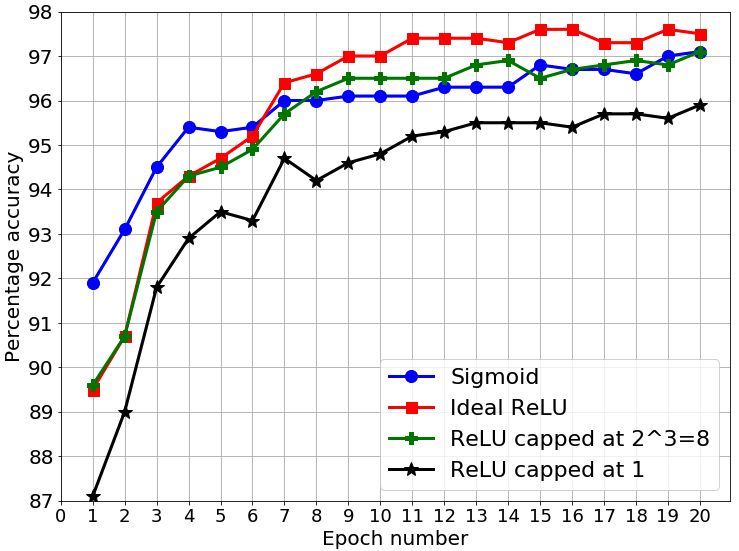 98
97
96
95
94
93
92
91
90
89
88
87
Percentage accuracy
Sigmoid
Ideal ReLU
ReLU capped at 2^3=8
ReLU capped at 1
0 1 2 3 4 5 6 7 8 9 10 11 12 13 14 15 16 17 18 19 20
Epoch number